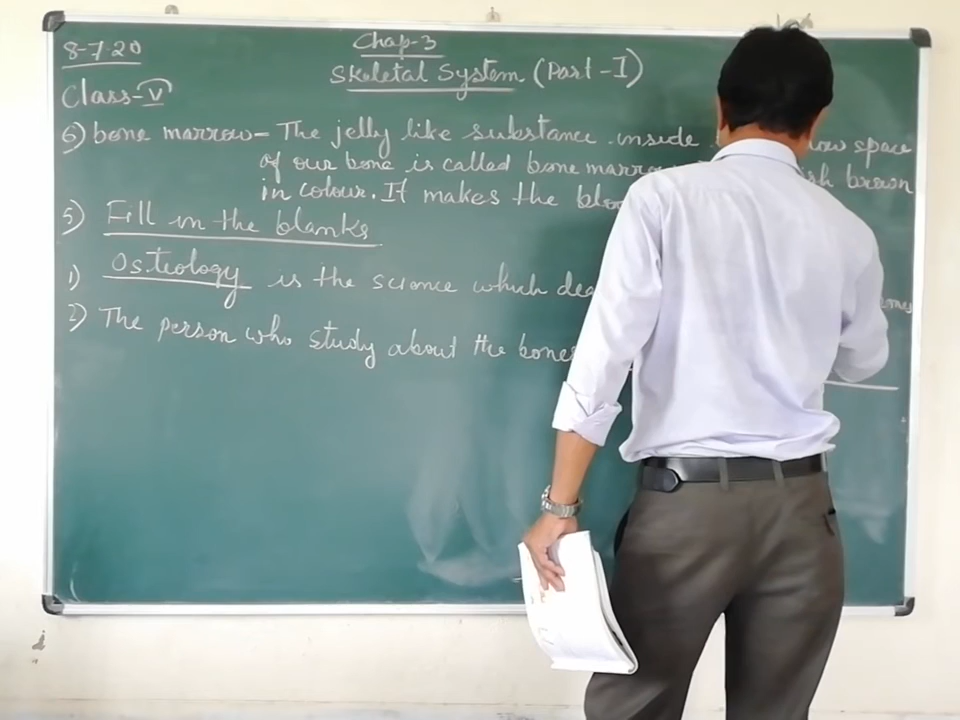 8-7-20
Chap-3
Skeletal System (Part-I)
Class-V
6) bone marrow - The jelly like substance inside space
of our bone is called bone brown
in colour. It makes the
5) Fill in the blanks
1) Osteology is the science which
2) The person who study about the bones